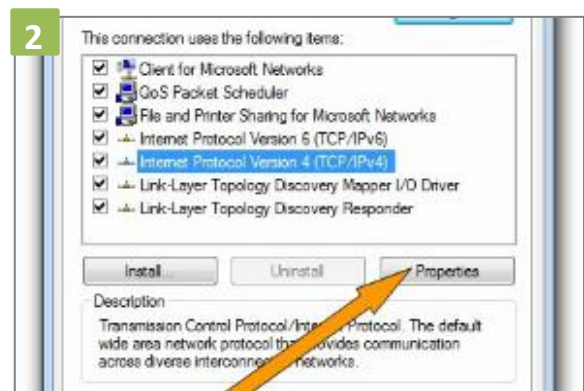 2
This connection uses the following items:
Client for Microsoft Networks
QoS Packet Scheduler
File and Printer Sharing for Microsoft Networks
Internet Protocol Version 6 (TCP/IPv6)
Internet Protocol Version 4 (TCP/IPv4)
Link-Layer Topology Discovery Mapper I/O Driver
Link-Layer Topology Discovery Responder
Install...
Uninstall
Properties
Description
Transmission Control Protocol/Internet Protocol. The default
wide area network protocol that provides communication
across diverse interconnected networks.